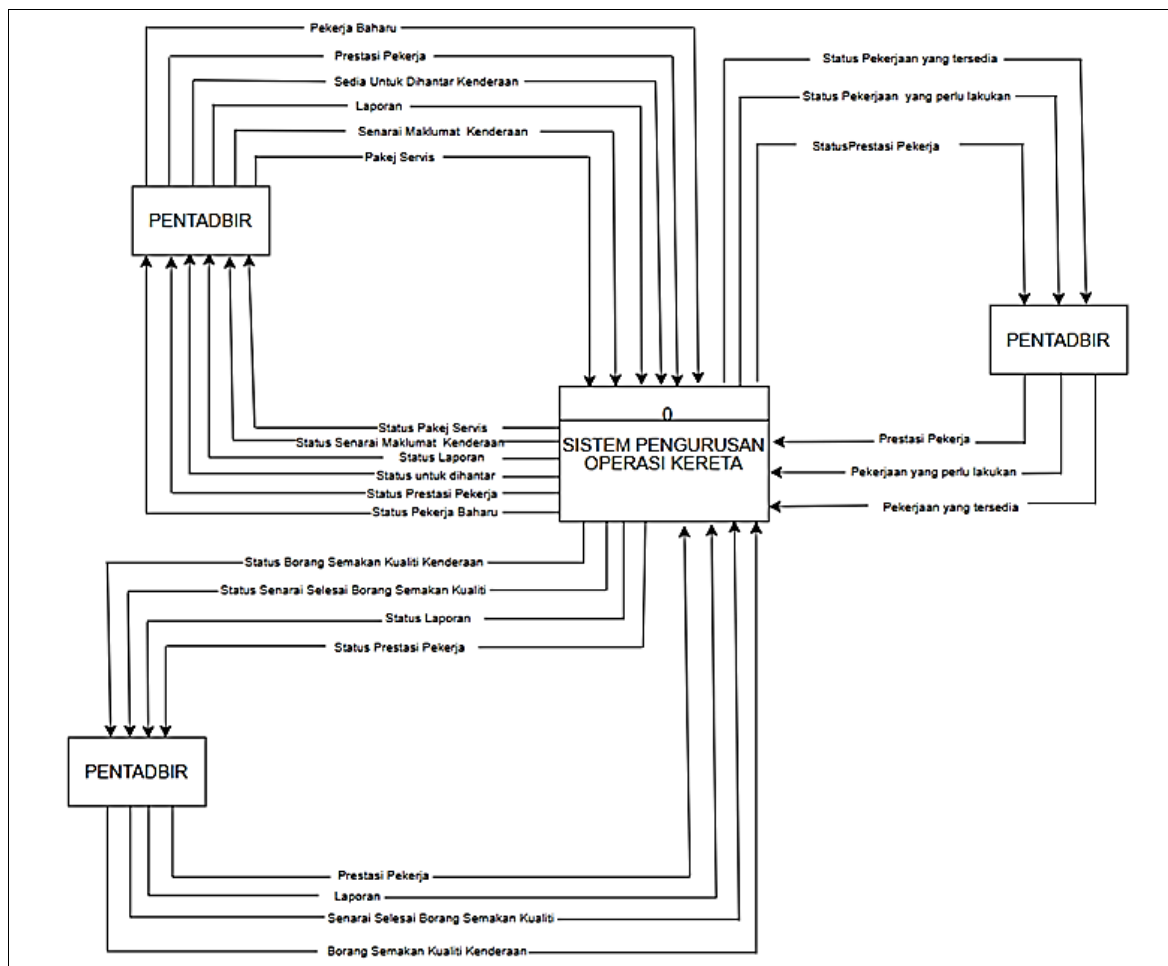 Pekerja Baharu
Prestasi Pekerja
Sedia Untuk Dihantar Kenderaan
Laporan
Senarai Maklumat Kenderaan
Pakej Servis
PENTADBIR
Status Pekerjaan yang tersedia
Status Pekerjaan yang perlu lakukan
StatusPrestasi Pekerja
PENTADBIR
0
SISTEM PENGURUSAN
OPERASI KERETA
Status Pakej Servis
Status Senarai Maklumat Kenderaan
Status Laporan
Status untuk dihantar
Status Prestasi Pekerja
Status Pekerja Baharu
Prestasi Pekerja
Pekerjaan yang perlu lakukan
Pekerjaan yang tersedia
Status Borang Semakan Kualiti Kenderaan
Status Senarai Selesai Borang Semakan Kualiti
Status Laporan
Status Prestasi Pekerja
PENTADBIR
Prestasi Pekerja
Laporan
Senarai Selesai Borang Semakan Kualiti
Borang Semakan Kualiti Kenderaan